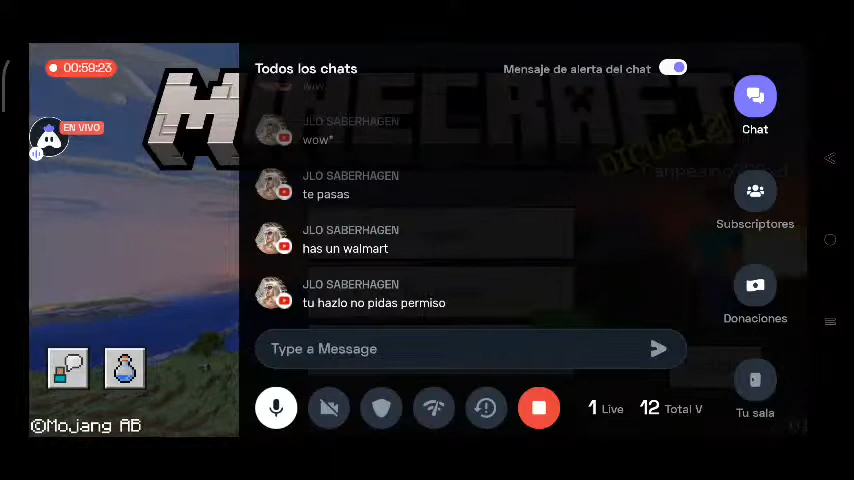 00:59:23
Todos los chats
Mensaje de alerta del chat
MINECRAFT
EN VIVO
Chat
JLO SABERHAGEN
wow*
JLO SABERHAGEN
te pasas
JLO SABERHAGEN
has un walmart
JLO SABERHAGEN
tu hazlo no pidas permiso
Subscriptores
Donaciones
Type a Message
1 Live
12 Total V
Tu sala
©Mojang AB